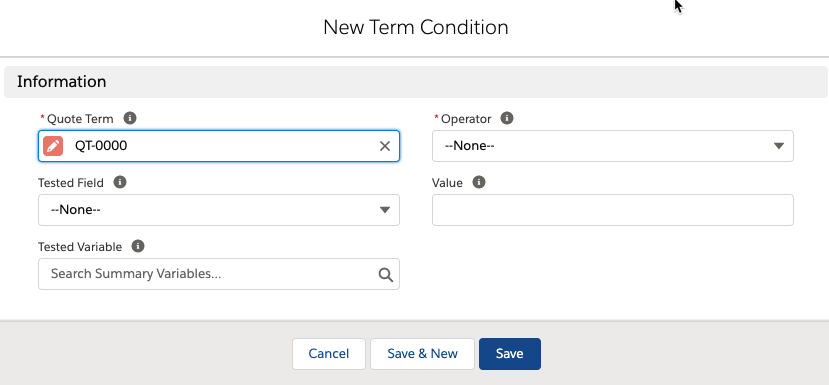 New Term Condition
Information
* Quote Term
* Operator
QT-0000
--None--
Tested Field
Value
--None--
Tested Variable
Search Summary Variables...
Cancel
Save & New
Save